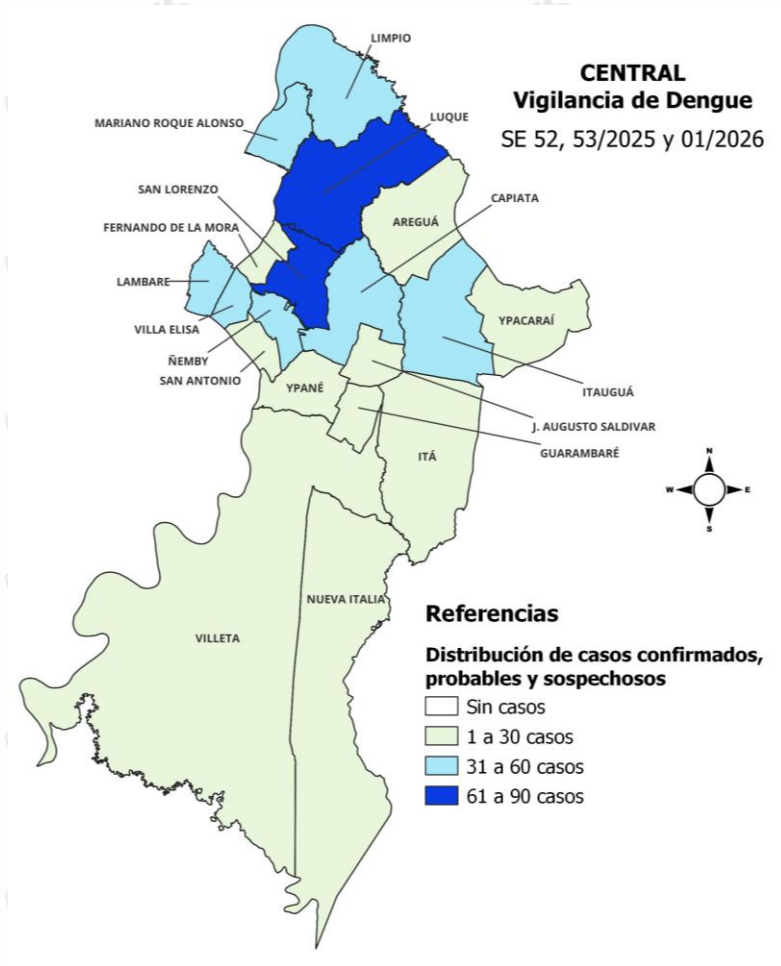 LIMPIO
CENTRAL
Vigilancia de Dengue
SE 52, 53/2025 y 01/2026
MARIANO ROQUE ALONSO
LUQUE
SAN LORENZO
CAPIATA
FERNANDO DE LA MORA
AREGUÁ
LAMBARE
VILLA ELISA
YPACARAÍ
ÑEMBY
SAN ANTONIO
YPANÉ
ITAUGUÁ
J. AUGUSTO SALDIVAR
GUARAMBARÉ
ITÁ
N
W
E
S
NUEVA ITALIA
VILLETA
Referencias
Distribución de casos confirmados,
probables y sospechosos
Sin casos
1 a 30 casos
31 a 60 casos
61 a 90 casos